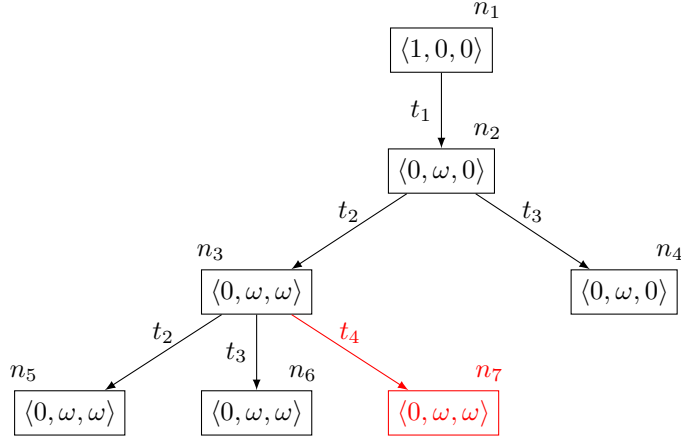 n₁
⟨1, 0, 0⟩
t₁
n₂
⟨0, ω, 0⟩
t₂
t₃
n₃
n₄
⟨0, ω, ω⟩
⟨0, ω, 0⟩
t₂
t₃
t₄
n₅
n₆
n₇
⟨0, ω, ω⟩
⟨0, ω, ω⟩
⟨0, ω, ω⟩